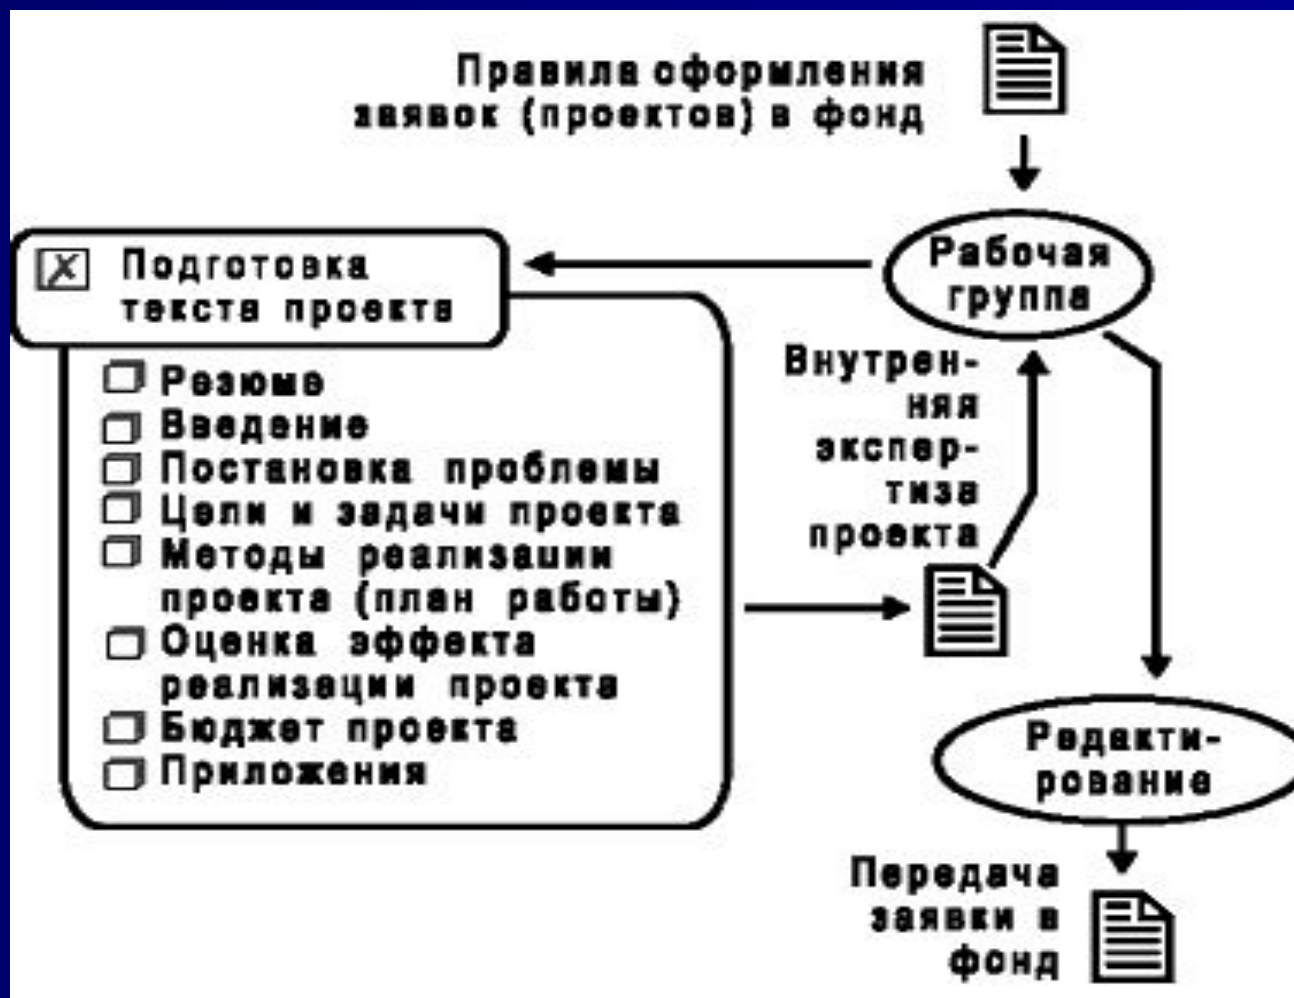 Правила оформления
заявок (проектов) в фонд
Рабочая
группа
Подготовка
текста проекта
Резюме
Введение
Постановка проблемы
Цели и задачи проекта
Методы реализации
проекта (план работы)
Оценка эффекта
реализации проекта
Бюджет проекта
Приложения
Внутрен-
няя
экспер-
тиза
проекта
Редакти-
рование
Передача
заявки в
фонд